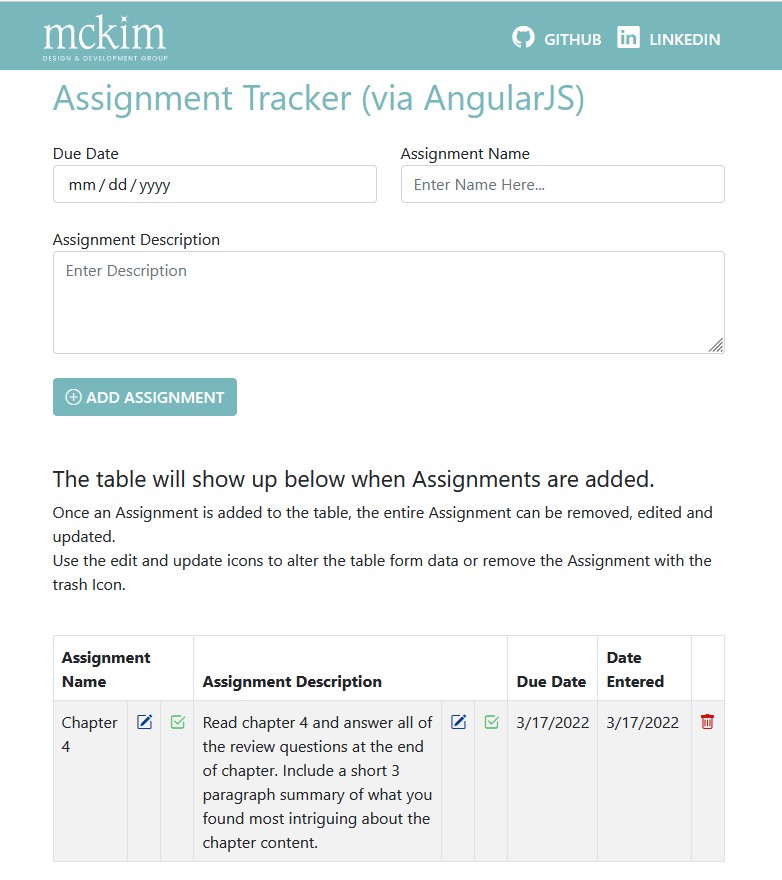 mckim
DESIGN & DEVELOPMENT GROUP
GITHUB
LINKEDIN
Assignment Tracker (via AngularJS)
Due Date
Assignment Name
mm / dd / yyyy
Enter Name Here...
Assignment Description
Enter Description
ADD ASSIGNMENT
The table will show up below when Assignments are added.
Once an Assignment is added to the table, the entire Assignment can be removed, edited and
updated.
Use the edit and update icons to alter the table form data or remove the Assignment with the
trash Icon.
Assignment
Name
Assignment Description
Due Date
Date
Entered
Chapter
4
Read chapter 4 and answer all of
the review questions at the end
of chapter. Include a short 3
paragraph summary of what you
found most intriguing about the
chapter content.
3/17/2022
3/17/2022